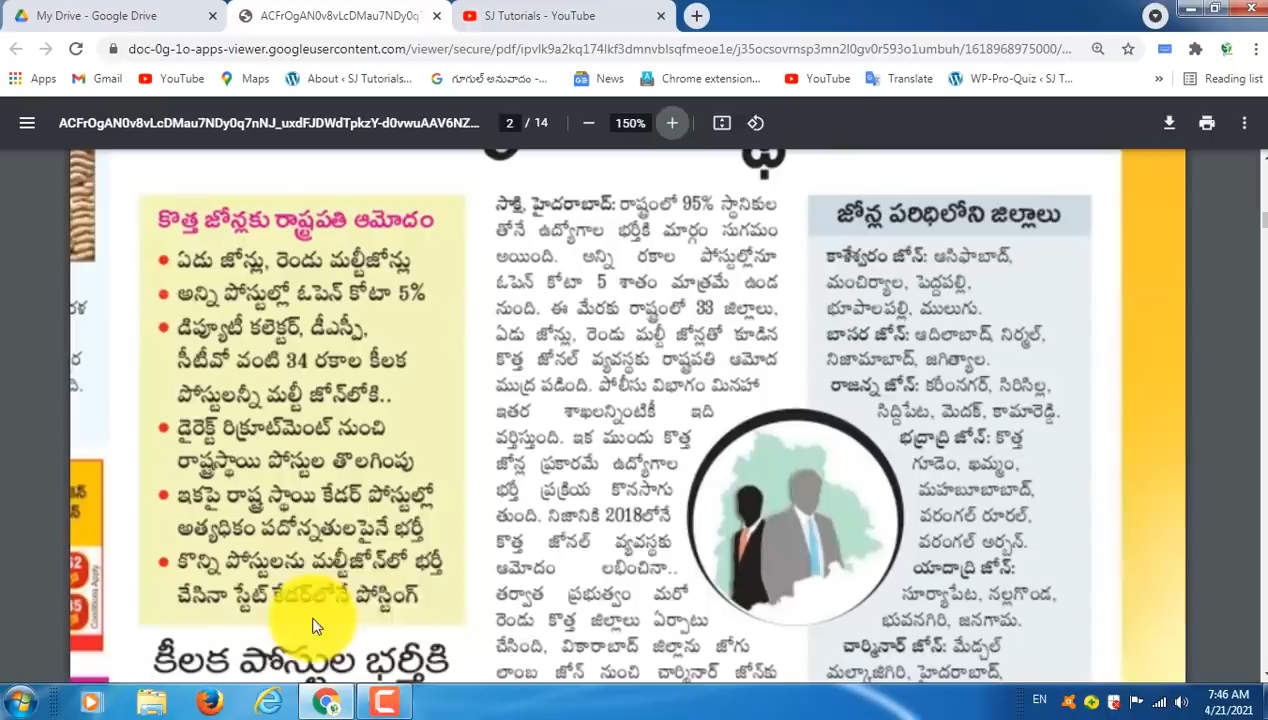 My Drive - Google Drive
ACFrOgAN0v8vLcDMau7NDy0q7
SJ Tutorials - YouTube
doc-0g-1o-apps-viewer.googleusercontent.com/viewer/secure/pdf/ipvlk9a2kq174lkf3dmnvblsqfmeoe1e/j35ocsovrnsp3mn2l0gv0r593o1umbuh/1618968975000/...
Apps
Gmail
YouTube
Maps
About ‹ SJ Tutorials...
గూగుల్ అనువాదం -...
News
Chrome extension...
YouTube
Translate
WP-Pro-Quiz ‹ SJ T...
»
Reading list
ACFrOgAN0v8vLcDMau7NDy0q7nNJ_uxdFJDWdTpkzY-d0vwuAAV6NZ...
2 / 14
150%
కొత్త జోన్లకు రాష్ట్రపతి ఆమోదం
• ఏడు జోన్లు, రెండు మల్టీజోన్లు
• అన్ని పోస్టుల్లో ఓపెన్ కోటా 5%
• డిప్యూటీ కలెక్టర్, డీఎస్పీ,
సీటీవో వంటి 34 రకాల కీలక
పోస్టులన్నీ మల్టీ జోన్‌లోకి..
• డైరెక్ట్ రిక్రూట్‌మెంట్ నుంచి
రాష్ట్రస్థాయి పోస్టుల తొలగింపు
• ఇకపై రాష్ట్ర స్థాయి కేడర్ పోస్టుల్లో
అత్యధికం పదోన్నతులపైనే భర్తీ
• కొన్ని పోస్టులను మల్టీజోన్‌లో భర్తీ
చేసినా స్టేట్ కేడర్‌లోనే పోస్టింగ్
కీలక పోస్టుల భర్తీకి
సాక్షి, హైదరాబాద్: రాష్ట్రంలో 95% స్థానికుల
తోనే ఉద్యోగాల భర్తీకి మార్గం సుగమం
అయింది. అన్ని రకాల పోస్టుల్లోనూ
ఓపెన్ కోటా 5 శాతం మాత్రమే ఉండ
నుంది. ఈ మేరకు రాష్ట్రంలో 33 జిల్లాలు,
ఏడు జోన్లు, రెండు మల్టీ జోన్లతో కూడిన
కొత్త జోనల్ వ్యవస్థకు రాష్ట్రపతి ఆమోద
ముద్ర పడింది. పోలీసు విభాగం మినహా
ఇతర శాఖలన్నింటికీ ఇది
వర్తిస్తుంది. ఇక ముందు కొత్త
జోన్ల ప్రకారమే ఉద్యోగాల
భర్తీ ప్రక్రియ కొనసాగు
తుంది. నిజానికి 2018లోనే
కొత్త జోనల్ వ్యవస్థకు
ఆమోదం లభించినా..
తర్వాత ప్రభుత్వం మరో
రెండు కొత్త జిల్లాలు ఏర్పాటు
చేసింది, వికారాబాద్ జిల్లాను జోగు
లాంబ జోన్ నుంచి చార్మినార్ జోన్‌కు
జోన్ల పరిధిలోని జిల్లాలు
కాళేశ్వరం జోన్: ఆసిఫాబాద్,
మంచిర్యాల, పెద్దపల్లి,
భూపాలపల్లి, ములుగు.
బాసర జోన్: ఆదిలాబాద్, నిర్మల్,
నిజామాబాద్, జగిత్యాల.
రాజన్న జోన్: కరీంనగర్, సిరిసిల్ల,
సిద్దిపేట, మెదక్, కామారెడ్డి.
భద్రాద్రి జోన్: కొత్త
గూడెం, ఖమ్మం,
మహబూబాబాద్,
వరంగల్ రూరల్,
వరంగల్ అర్బన్.
యాదాద్రి జోన్:
సూర్యాపేట, నల్లగొండ,
భువనగిరి, జనగామ.
చార్మినార్ జోన్: మేడ్చల్
మల్కాజిగిరి, హైదరాబాద్,
EN
7:46 AM
4/21/2021